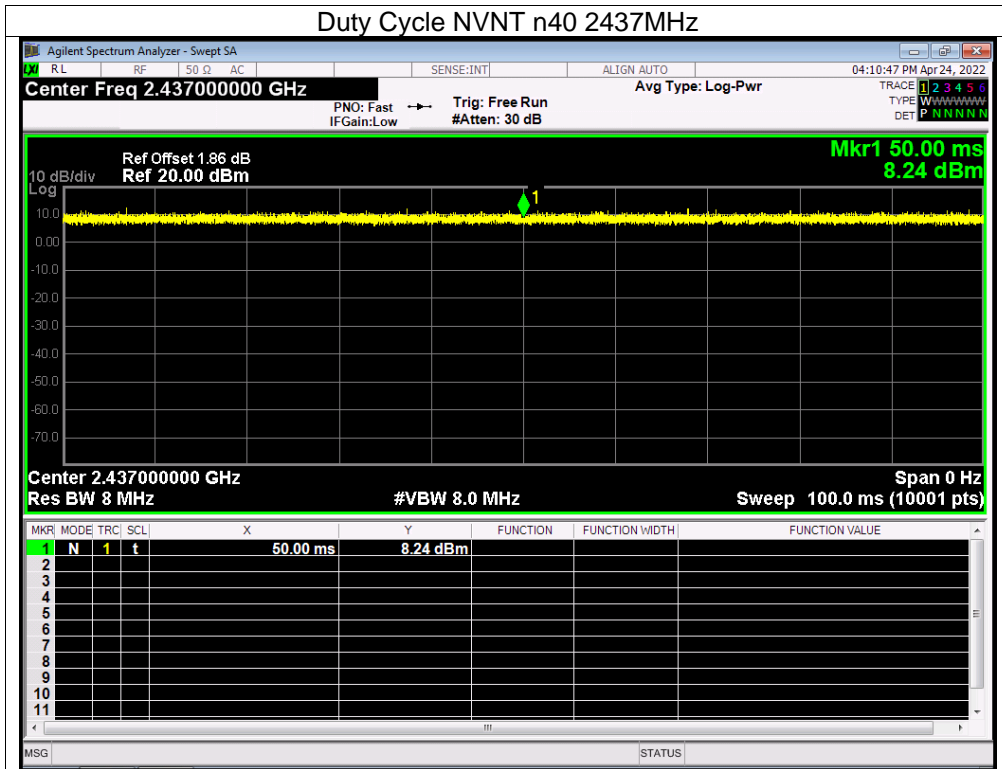 Duty Cycle NVNT n40 2437MHz
Agilent Spectrum Analyzer - Swept SA
LXI RL RF 50 Ω AC SENSE:INT ALIGN AUTO 04:10:47 PM Apr 24, 2022
Center Freq 2.437000000 GHz Avg Type: Log-Pwr TRACE 1 2 3 4 5 6
PNO: Fast Trig: Free Run TYPE WWWWWW
IFGain:Low #Atten: 30 dB DET P N N N N N
Mkr1 50.00 ms
Ref Offset 1.86 dB
10 dB/div Ref 20.00 dBm 8.24 dBm
Log
1
10.0
0.00
-10.0
-20.0
-30.0
-40.0
-50.0
-60.0
-70.0
Center 2.437000000 GHz Span 0 Hz
Res BW 8 MHz #VBW 8.0 MHz Sweep 100.0 ms (10001 pts)
MKR MODE TRC SCL X Y FUNCTION FUNCTION WIDTH FUNCTION VALUE
1 N 1 t 50.00 ms 8.24 dBm
2
3
4
5
6
7
8
9
10
11
MSG STATUS